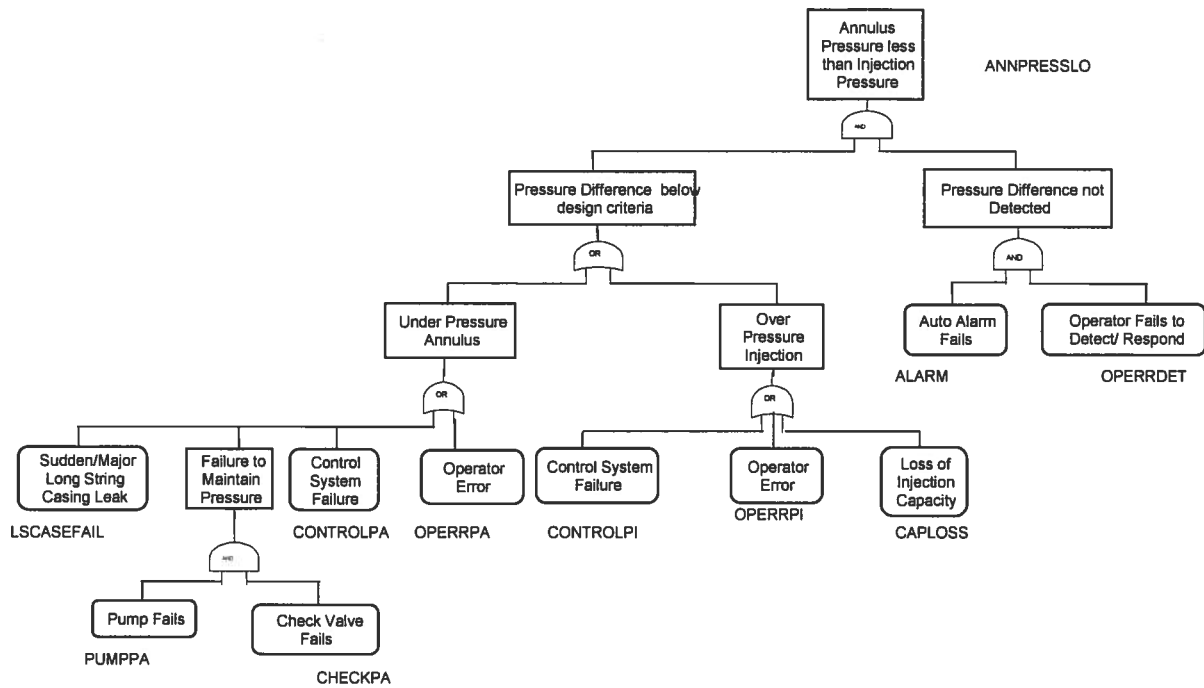 Annulus
Pressure less
than Injection
Pressure
ANNPRESSLO
AND
Pressure Difference below
design criteria
Pressure Difference not
Detected
OR
AND
Under Pressure
Annulus
Over
Pressure
Injection
Auto Alarm
Fails
Operator Fails to
Detect/ Respond
ALARM
OPERRDET
OR
OR
Sudden/Major
Long String
Casing Leak
Failure to
Maintain
Pressure
Control
System
Failure
Operator
Error
Control System
Failure
Operator
Error
Loss of
Injection
Capacity
LSCASEFAIL
CONTROLPA
OPERRPA
CONTROLPI
OPERRPI
CAPLOSS
AND
Pump Fails
Check Valve
Fails
PUMPPA
CHECKPA